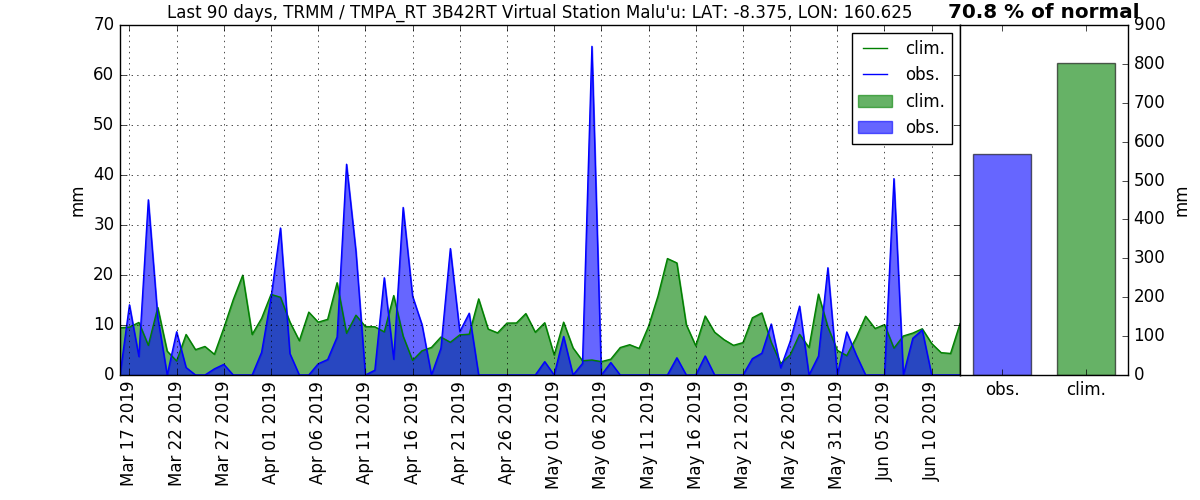 Last 90 days, TRMM / TMPA_RT 3B42RT Virtual Station Malu'u: LAT: -8.375, LON: 160.625
70.8 % of normal
70
60
50
40
30
20
10
0
mm
clim.
obs.
clim.
obs.
Mar 17 2019
Mar 22 2019
Mar 27 2019
Apr 01 2019
Apr 06 2019
Apr 11 2019
Apr 16 2019
Apr 21 2019
Apr 26 2019
May 01 2019
May 06 2019
May 11 2019
May 16 2019
May 21 2019
May 26 2019
May 31 2019
Jun 05 2019
Jun 10 2019
900
800
700
600
500
400
300
200
100
0
mm
obs.
clim.